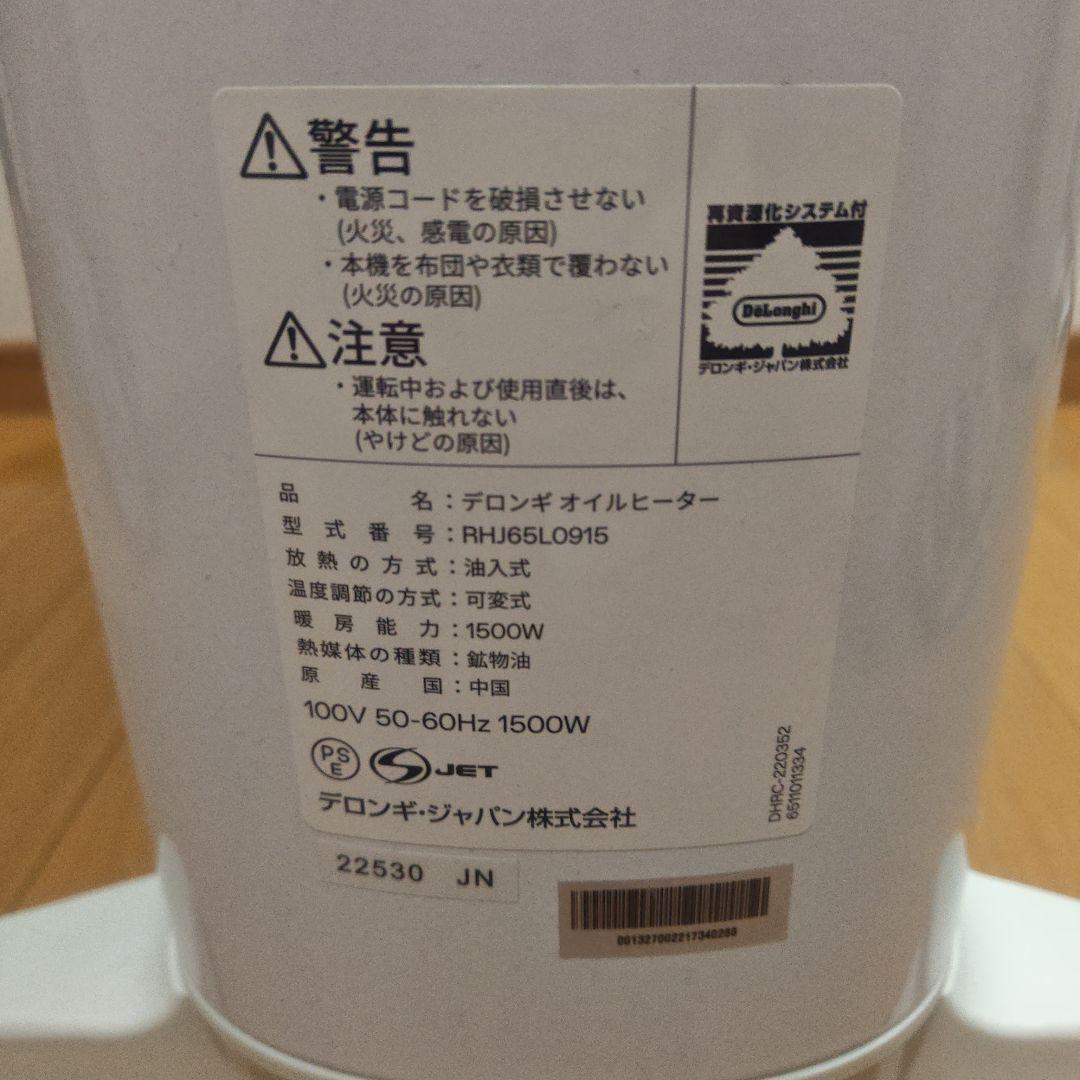 警告
・電源コードを破損させない
(火災、感電の原因)
・本機を布団や衣類で覆わない
(火災の原因)
注意
・運転中および使用直後は、
本体に触れない
(やけどの原因)
再資源化システム付
DeLonghi
デロンギ・ジャパン株式会社
品名：デロンギ オイルヒーター
型式番号：RHJ65L0915
放熱の方式：油入式
温度調節の方式：可変式
暖房能力：1500W
熱媒体の種類：鉱物油
原産国：中国
100V 50-60Hz 1500W
PSE
JET
デロンギ・ジャパン株式会社
DHRC-220352
6511011334
22530 JN
001327002217340268